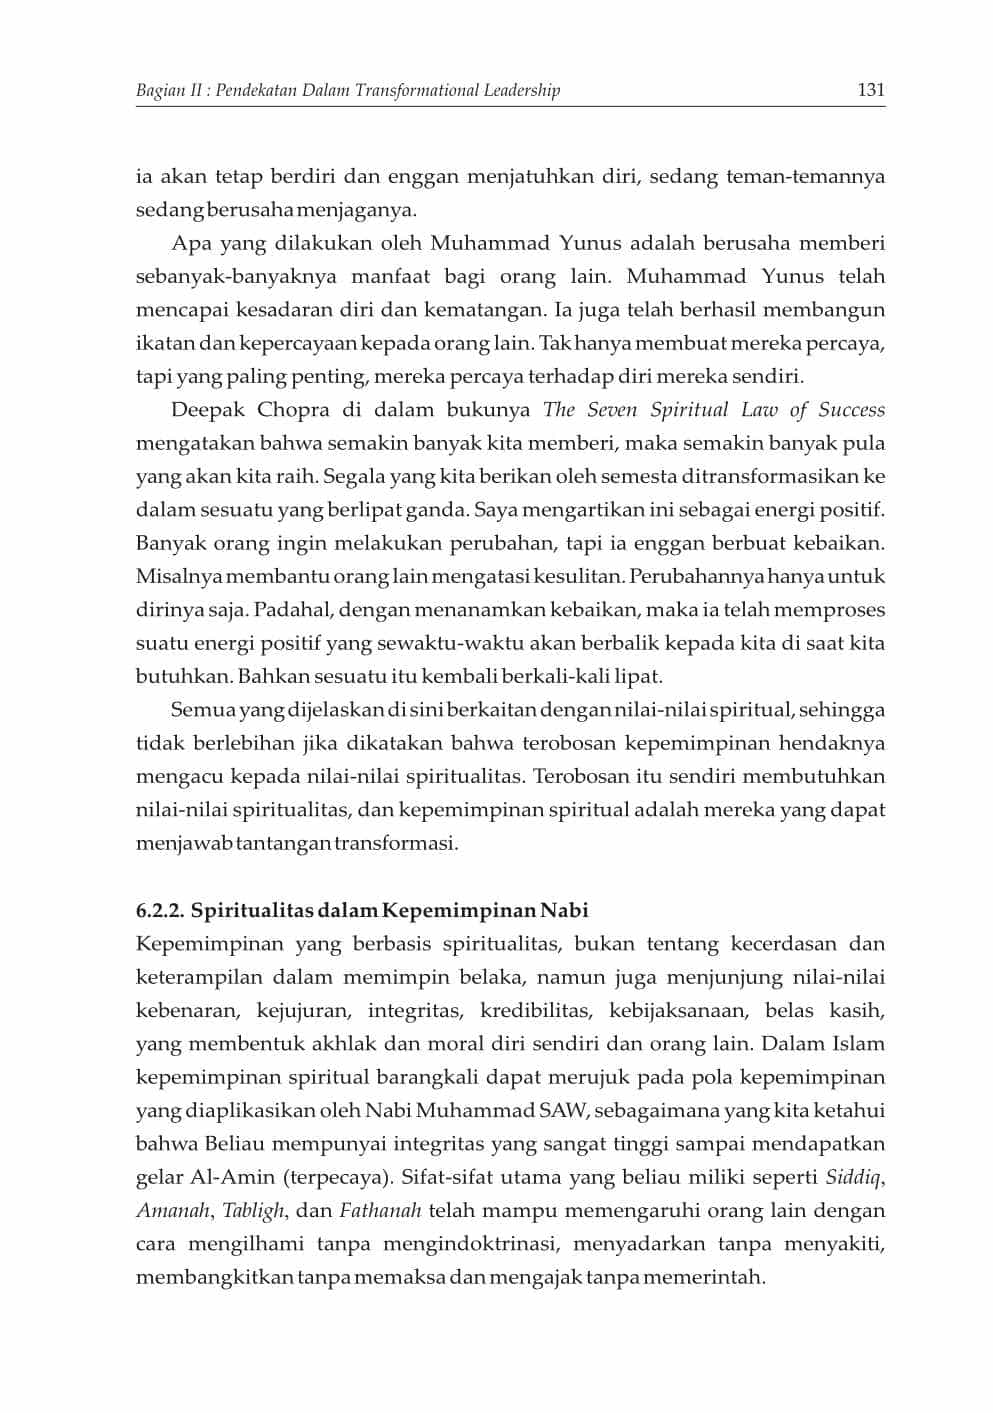 Bagian II : Pendekatan Dalam Transformational Leadership 131
ia akan tetap berdiri dan enggan menjatuhkan diri, sedang teman-temannya
sedang berusaha menjaganya.
Apa yang dilakukan oleh Muhammad Yunus adalah berusaha memberi
sebanyak-banyaknya manfaat bagi orang lain. Muhammad Yunus telah
mencapai kesadaran diri dan kematangan. Ia juga telah berhasil membangun
ikatan dan kepercayaan kepada orang lain. Tak hanya membuat mereka percaya,
tapi yang paling penting, mereka percaya terhadap diri mereka sendiri.
Deepak Chopra di dalam bukunya The Seven Spiritual Law of Success
mengatakan bahwa semakin banyak kita memberi, maka semakin banyak pula
yang akan kita raih. Segala yang kita berikan oleh semesta ditransformasikan ke
dalam sesuatu yang berlipat ganda. Saya mengartikan ini sebagai energi positif.
Banyak orang ingin melakukan perubahan, tapi ia enggan berbuat kebaikan.
Misalnya membantu orang lain mengatasi kesulitan. Perubahannya hanya untuk
dirinya saja. Padahal, dengan menanamkan kebaikan, maka ia telah memproses
suatu energi positif yang sewaktu-waktu akan berbalik kepada kita di saat kita
butuhkan. Bahkan sesuatu itu kembali berkali-kali lipat.
Semua yang dijelaskan di sini berkaitan dengan nilai-nilai spiritual, sehingga
tidak berlebihan jika dikatakan bahwa terobosan kepemimpinan hendaknya
mengacu kepada nilai-nilai spiritualitas. Terobosan itu sendiri membutuhkan
nilai-nilai spiritualitas, dan kepemimpinan spiritual adalah mereka yang dapat
menjawab tantangan transformasi.
6.2.2. Spiritualitas dalam Kepemimpinan Nabi
Kepemimpinan yang berbasis spiritualitas, bukan tentang kecerdasan dan
keterampilan dalam memimpin belaka, namun juga menjunjung nilai-nilai
kebenaran, kejujuran, integritas, kredibilitas, kebijaksanaan, belas kasih,
yang membentuk akhlak dan moral diri sendiri dan orang lain. Dalam Islam
kepemimpinan spiritual barangkali dapat merujuk pada pola kepemimpinan
yang diaplikasikan oleh Nabi Muhammad SAW, sebagaimana yang kita ketahui
bahwa Beliau mempunyai integritas yang sangat tinggi sampai mendapatkan
gelar Al-Amin (terpecaya). Sifat-sifat utama yang beliau miliki seperti Siddiq,
Amanah, Tabligh, dan Fathanah telah mampu memengaruhi orang lain dengan
cara mengilhami tanpa mengindoktrinasi, menyadarkan tanpa menyakiti,
membangkitkan tanpa memaksa dan mengajak tanpa memerintah.